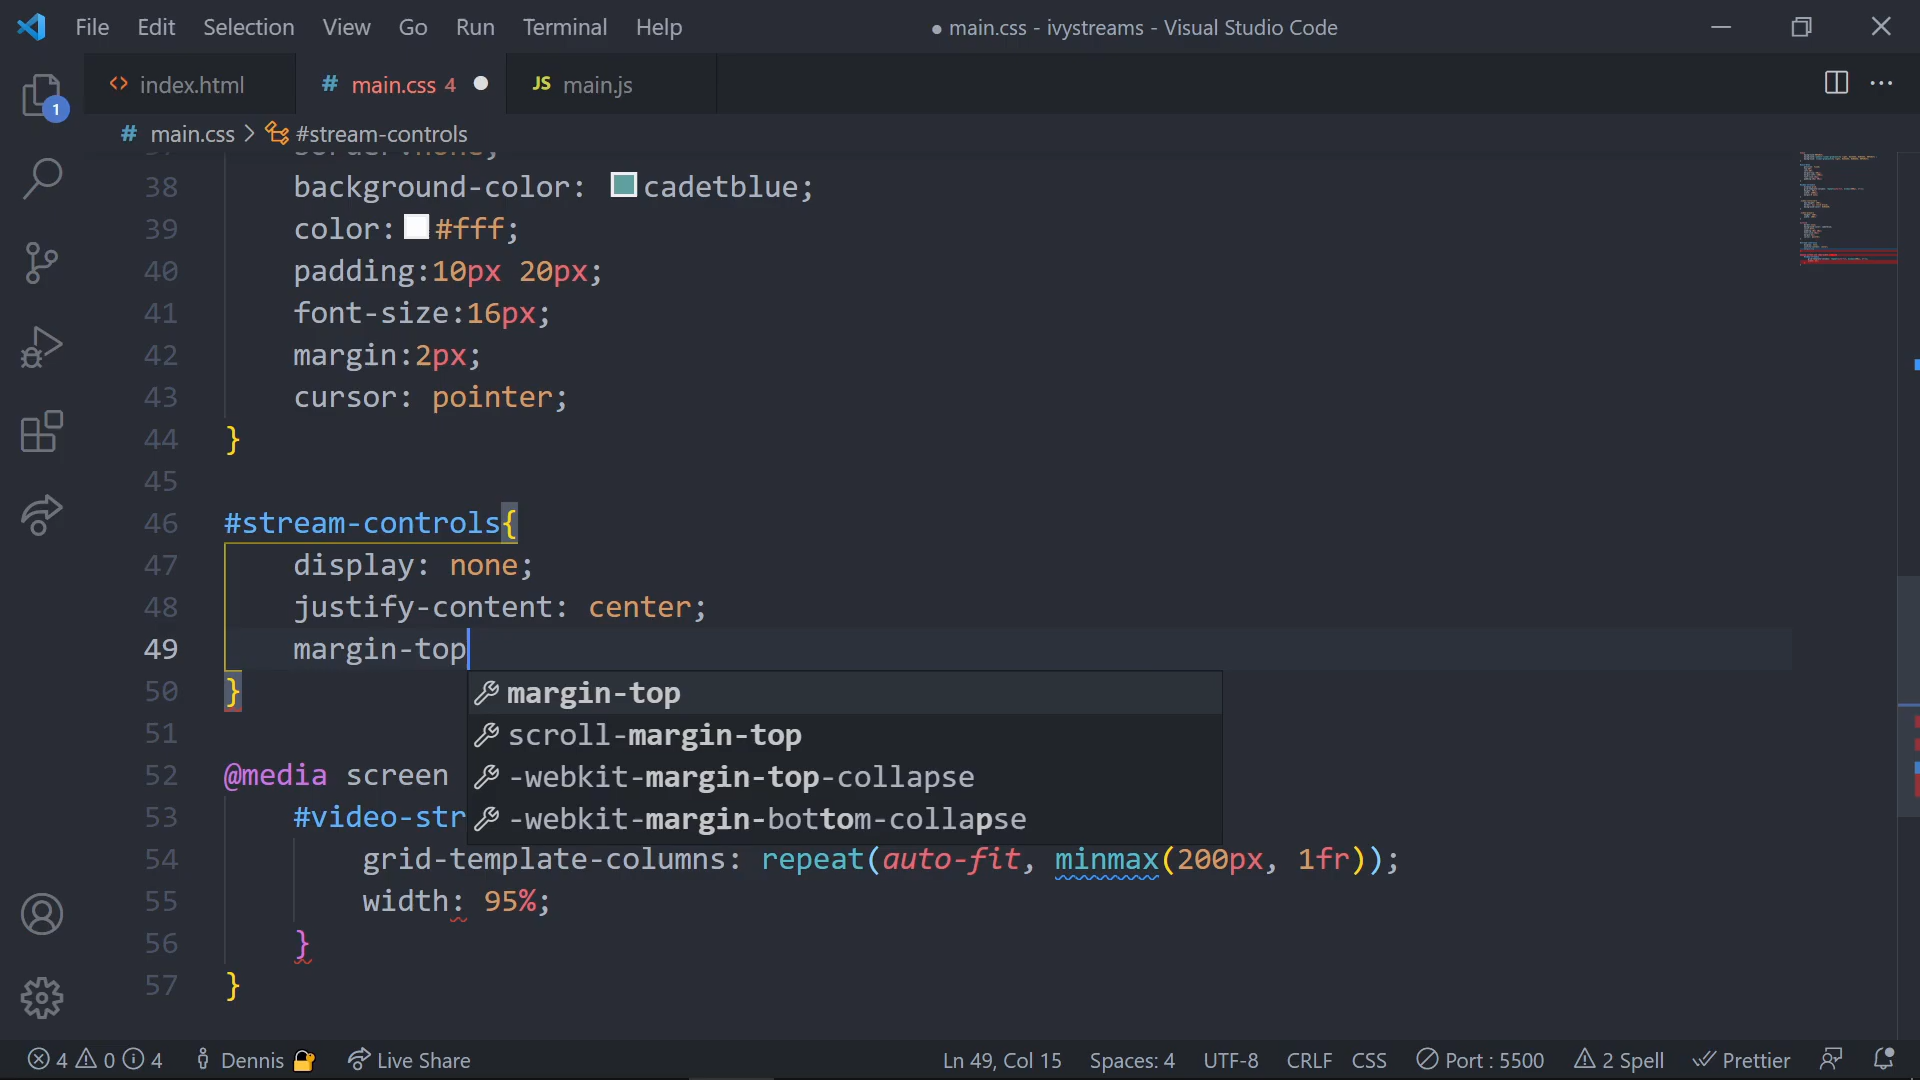 File Edit Selection View Go Run Terminal Help
● main.css - ivystreams - Visual Studio Code
<> index.html
# main.css 4 ●
JS main.js
1
# main.css > #stream-controls
38 background-color: cadetblue;
39 color: #fff;
40 padding:10px 20px;
41 font-size:16px;
42 margin:2px;
43 cursor: pointer;
44 }
45
46 #stream-controls{
47 display: none;
48 justify-content: center;
49 margin-top
50 }
51
52 @media screen
53 #video-str
54 grid-template-columns: repeat(auto-fit, minmax(200px, 1fr));
55 width: 95%;
56 }
57 }
margin-top
scroll-margin-top
-webkit-margin-top-collapse
-webkit-margin-bottom-collapse
4 0 4 Dennis Live Share Ln 49, Col 15 Spaces: 4 UTF-8 CRLF CSS Port : 5500 2 Spell Prettier